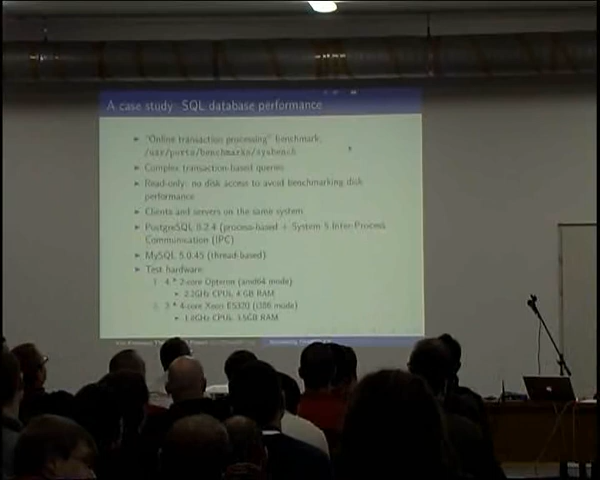 A case study: SQL database performance
"Online transaction processing" benchmark
/usr/ports/benchmarks/sysbench
Complex transaction-based queries
Read-only: no disk access to avoid benchmarking disk
performance
Clients and servers on the same system
PostgreSQL 8.2.4 (process-based + System 5 Inter-Process
Communication (IPC)
MySQL 5.0.45 (thread-based)
Test hardware
1. 4 * 2-core Opteron (amd64 mode)
2.2GHz CPUs, 4 GB RAM
2. 3 * 4-core Xeon E5320 (i386 mode)
1.8GHz CPUs, 3.5GB RAM